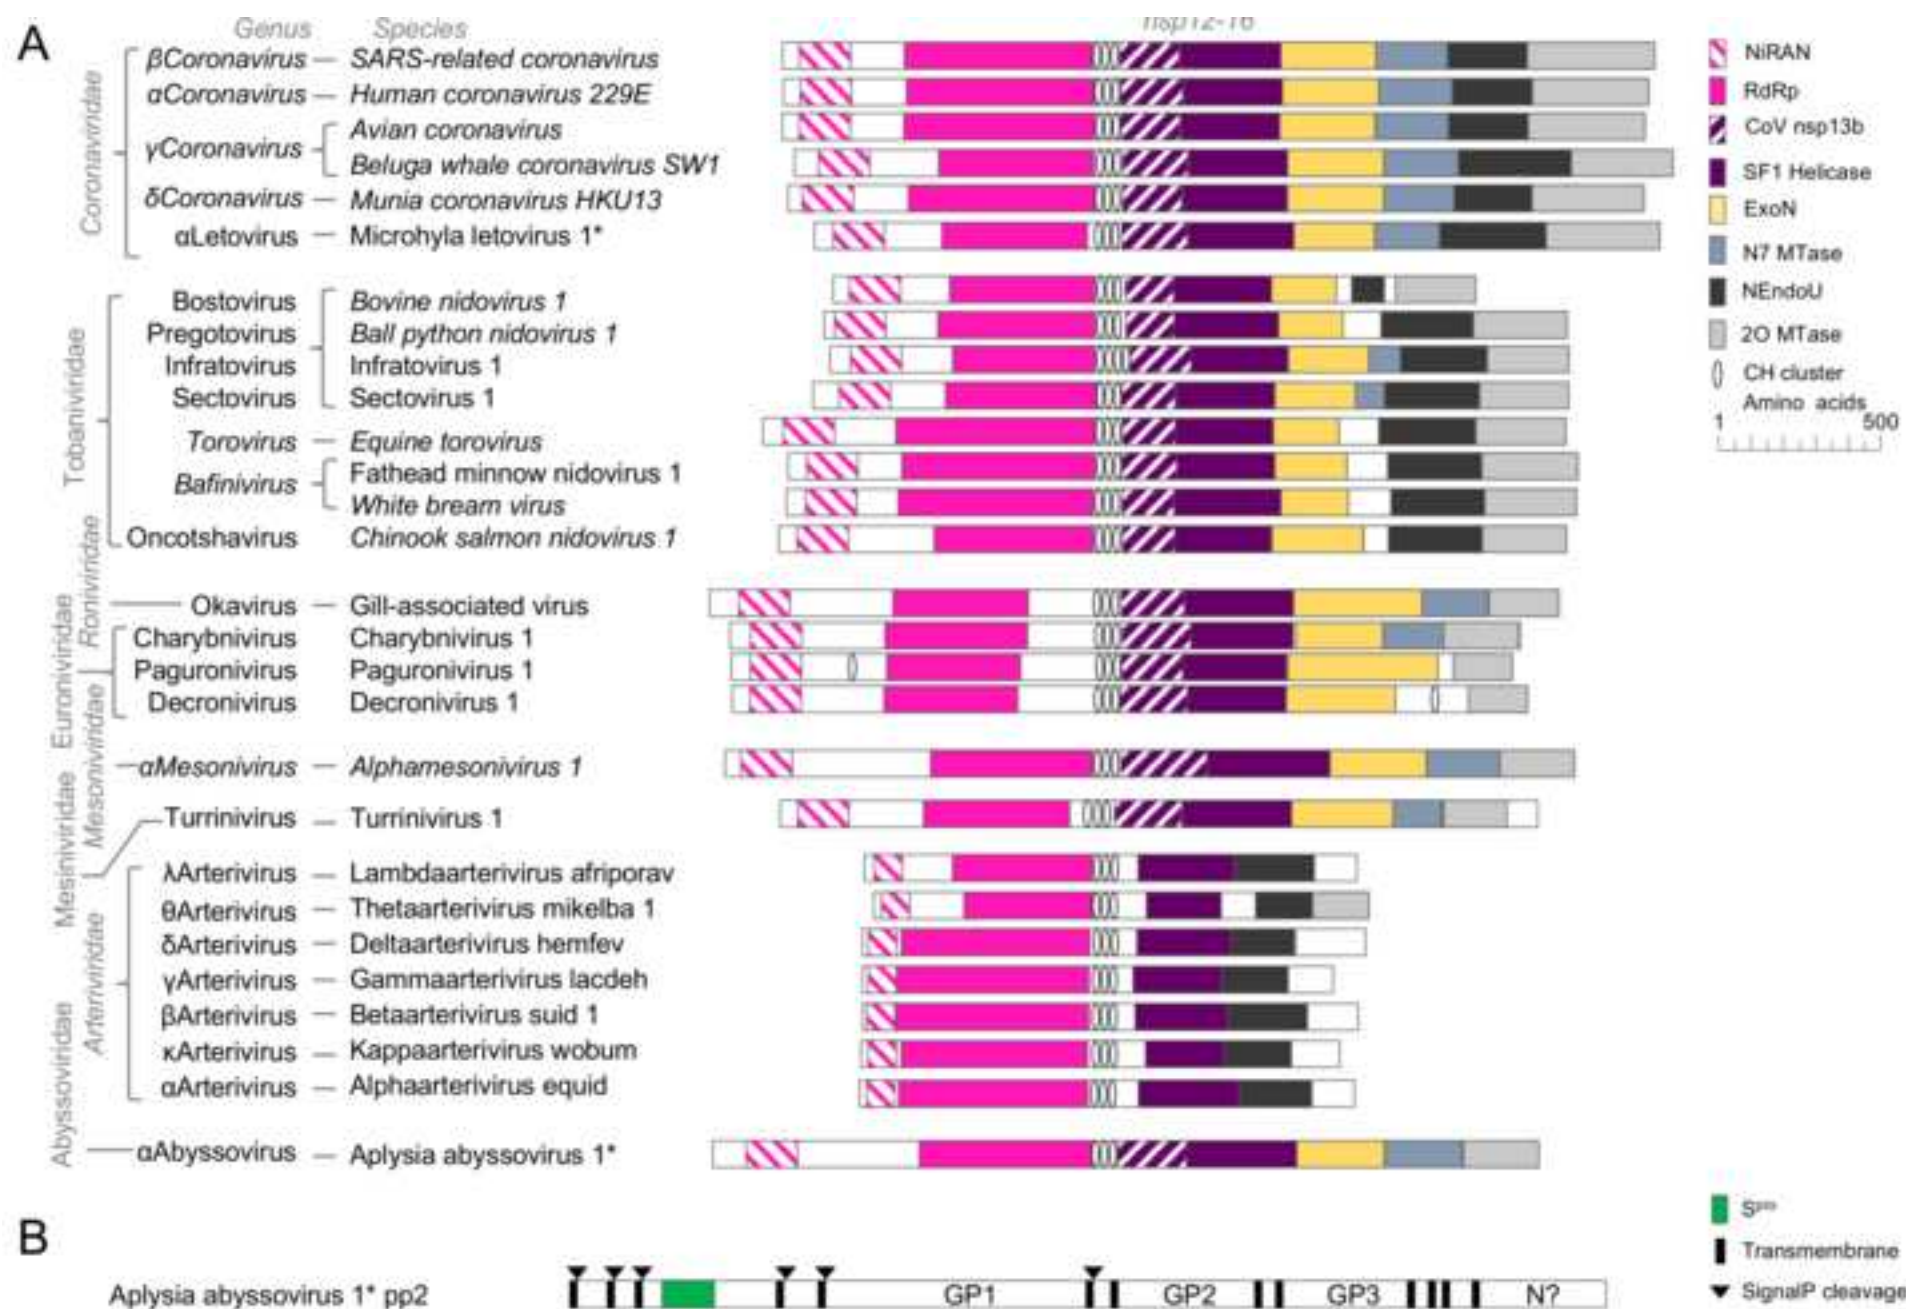 A
Genus Species nsp12-16
Coronaviridae
βCoronavirus SARS-related coronavirus
αCoronavirus Human coronavirus 229E
γCoronavirus Avian coronavirus
Beluga whale coronavirus SW1
δCoronavirus Munia coronavirus HKU13
αLetovirus Microhyla letovirus 1*
Tobaniviridae
Bostovirus Bovine nidovirus 1
Pregotovirus Ball python nidovirus 1
Infratovirus Infratovirus 1
Sectovirus Sectovirus 1
Torovirus Equine torovirus
Bafinivirus Fathead minnow nidovirus 1
White bream virus
Oncotshavirus Chinook salmon nidovirus 1
Roniviridae
Okavirus Gill-associated virus
Euroniviridae
Charybnivirus Charybnivirus 1
Paguronivirus Paguronivirus 1
Decronivirus Decronivirus 1
Mesoniviridae
αMesonivirus Alphamesonivirus 1
Mesiniviridae
Turrinivirus Turrinivirus 1
Arteriviridae
λArterivirus Lambdaarterivirus afriporav
θArterivirus Thetaarterivirus mikelba 1
δArterivirus Deltaarterivirus hemfev
γArterivirus Gammaarterivirus lacdeh
βArterivirus Betaarterivirus suid 1
κArterivirus Kappaarterivirus wobum
αArterivirus Alphaarterivirus equid
Abyssoviridae
αAbyssovirus Aplysia abyssovirus 1*
NiRAN
RdRp
CoV nsp13b
SF1 Helicase
ExoN
N7 MTase
NEndoU
2O MTase
CH cluster
Amino acids
1 500
B
Aplysia abyssovirus 1* pp2 GP1 GP2 GP3 N?
Spro
Transmembrane
SignalP cleavage